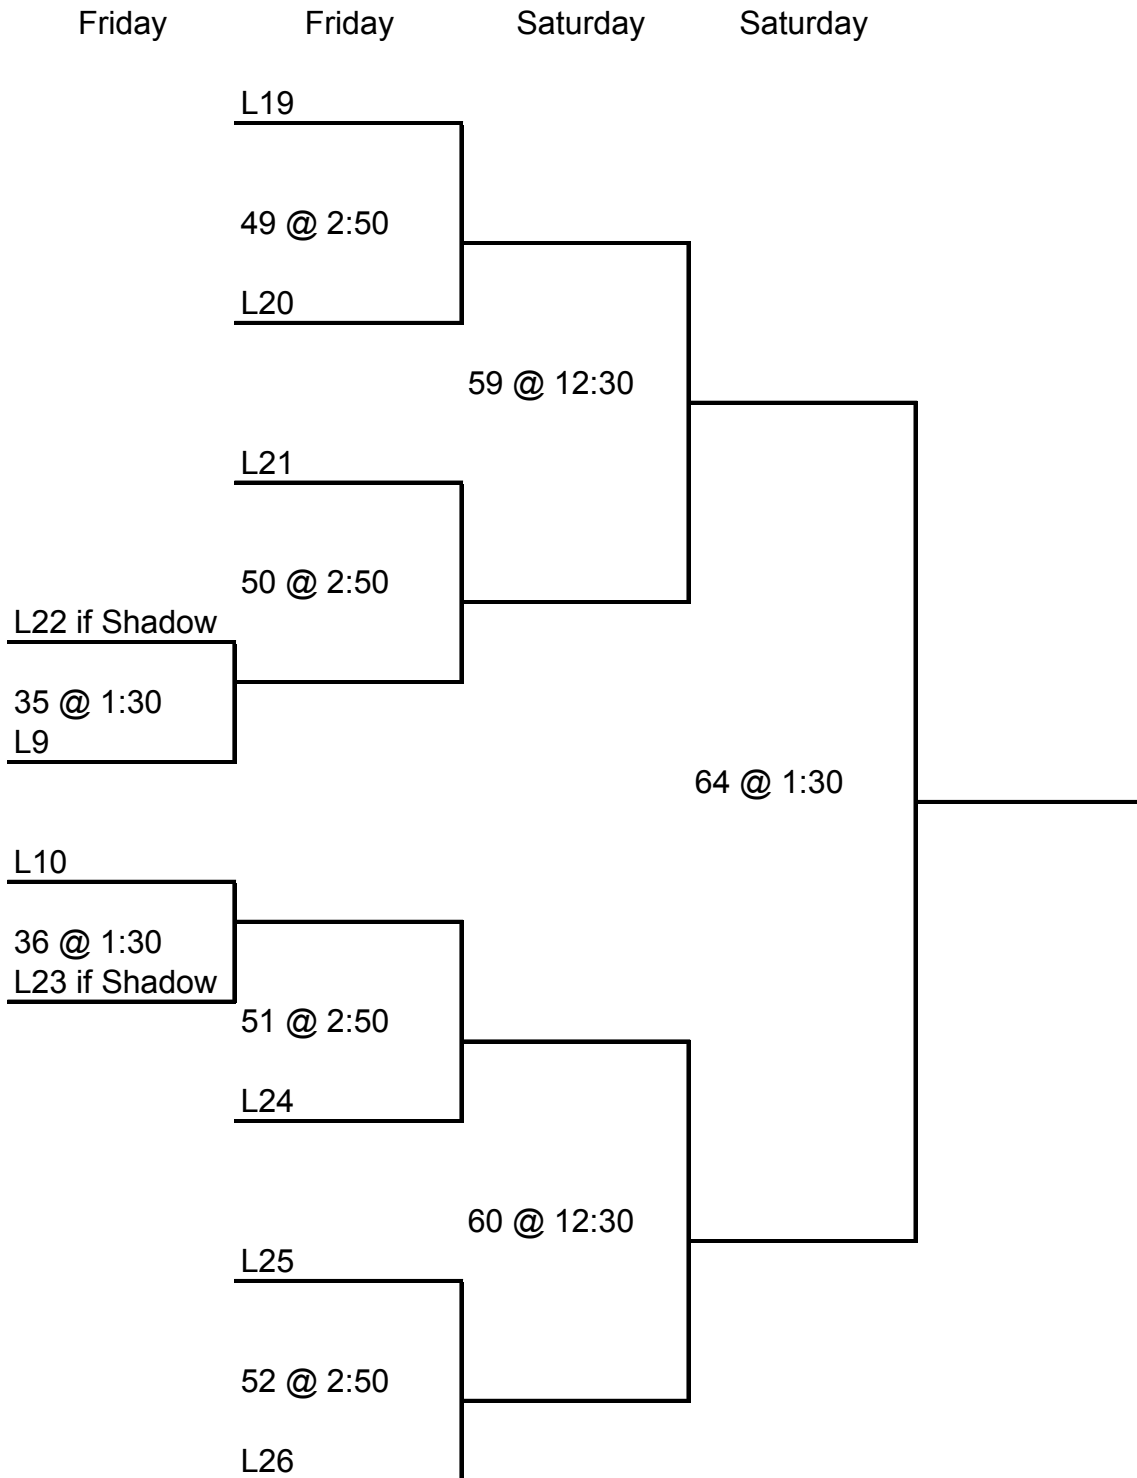 Friday Friday Saturday Saturday
L19
49 @ 2:50
L20
59 @ 12:30
L21
50 @ 2:50
L22 if Shadow
35 @ 1:30
L9
64 @ 1:30
L10
36 @ 1:30
L23 if Shadow
51 @ 2:50
L24
60 @ 12:30
L25
52 @ 2:50
L26